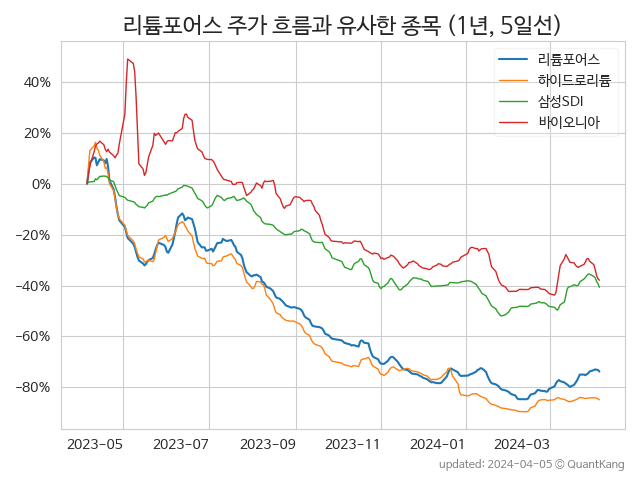 리튬포어스 주가 흐름과 유사한 종목 (1년, 5일선)
리튬포어스
하이드로리튬
삼성SDI
바이오니아
40%
20%
0%
−20%
−40%
−60%
−80%
2023-05 2023-07 2023-09 2023-11 2024-01 2024-03
updated: 2024-04-05 © QuantKang